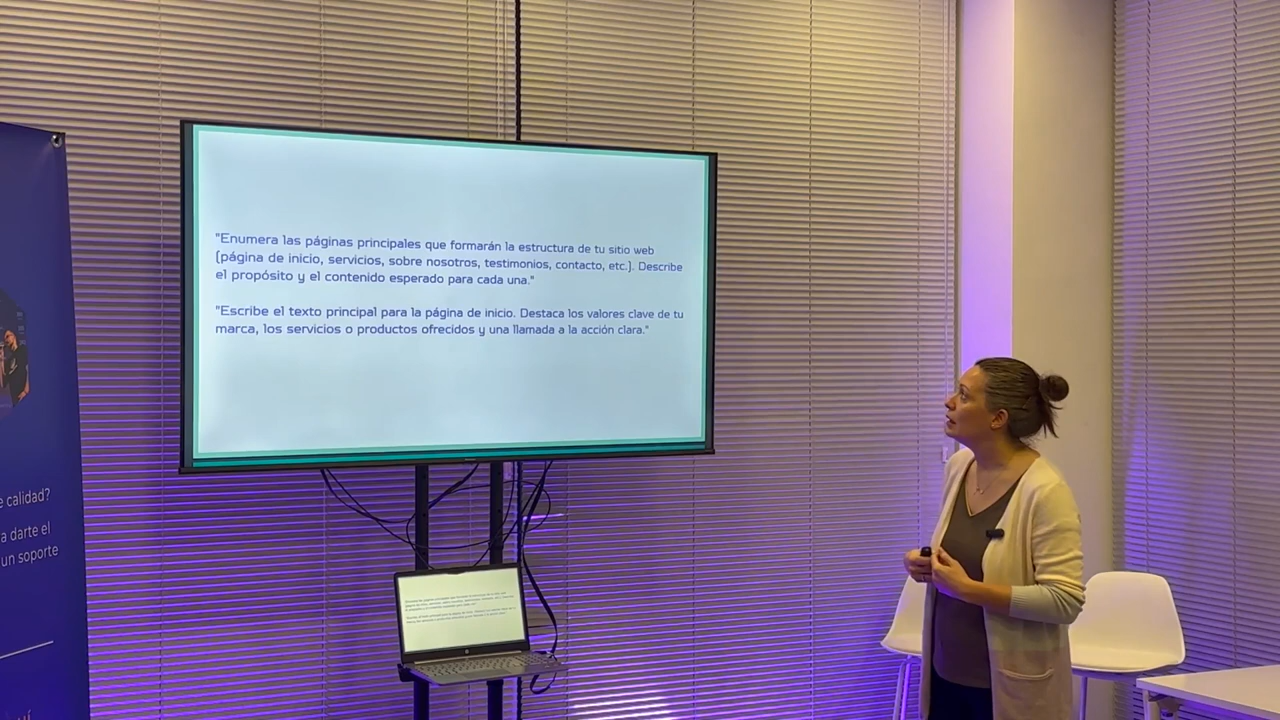 "Enumera las páginas principales que formarán la estructura de tu sitio web
(página de inicio, servicios, sobre nosotros, testimonios, contacto, etc.). Describe
el propósito y el contenido esperado para cada una."
"Escribe el texto principal para la página de inicio. Destaca los valores clave de tu
marca, los servicios o productos ofrecidos y una llamada a la acción clara."
calidad?
a darte el
un soporte